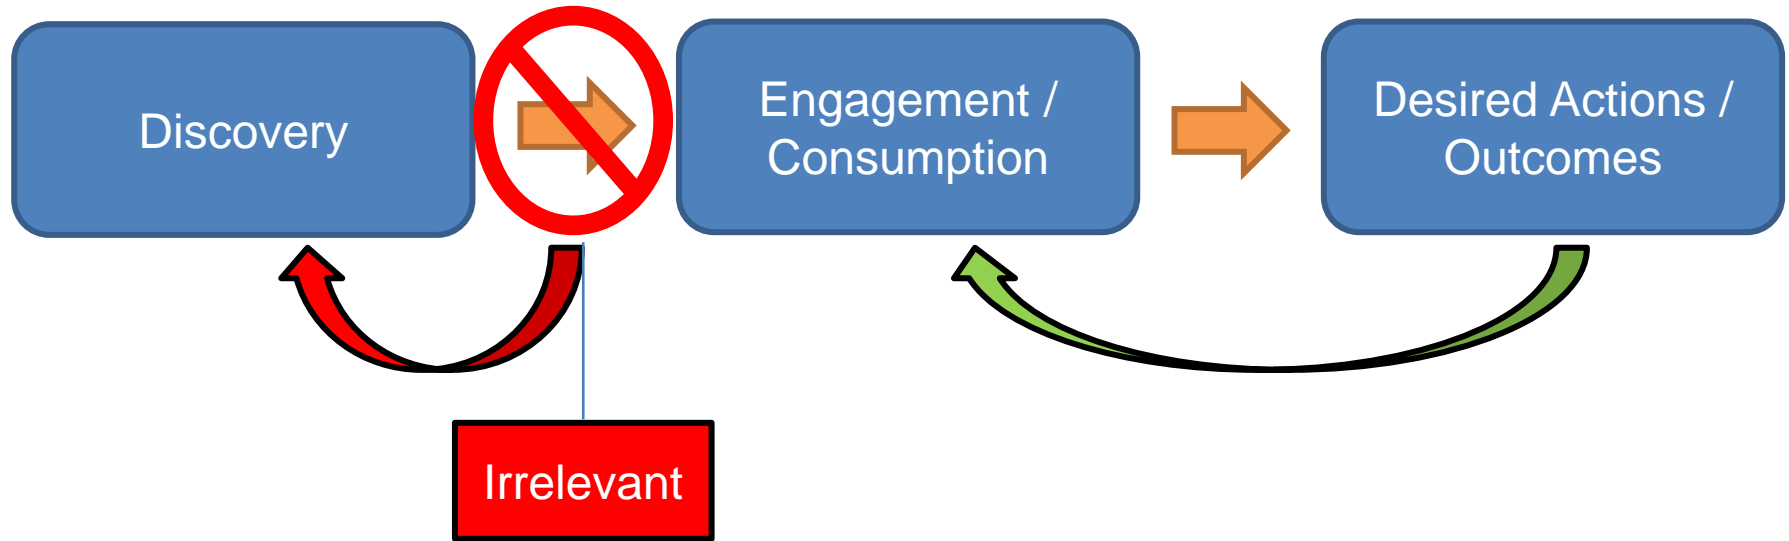 Discovery
Engagement /
Consumption
Desired Actions /
Outcomes
Irrelevant